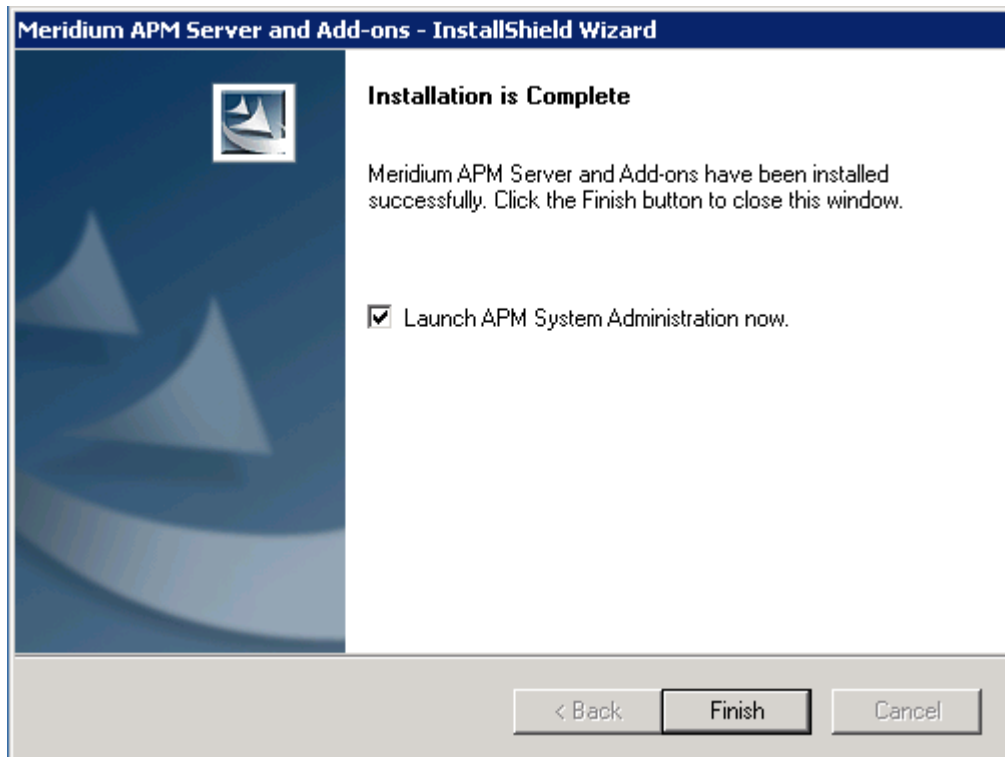 Meridium APM Server and Add-ons - InstallShield Wizard
Installation is Complete
Meridium APM Server and Add-ons have been installed
successfully. Click the Finish button to close this window.
Launch APM System Administration now.
< Back
Finish
Cancel